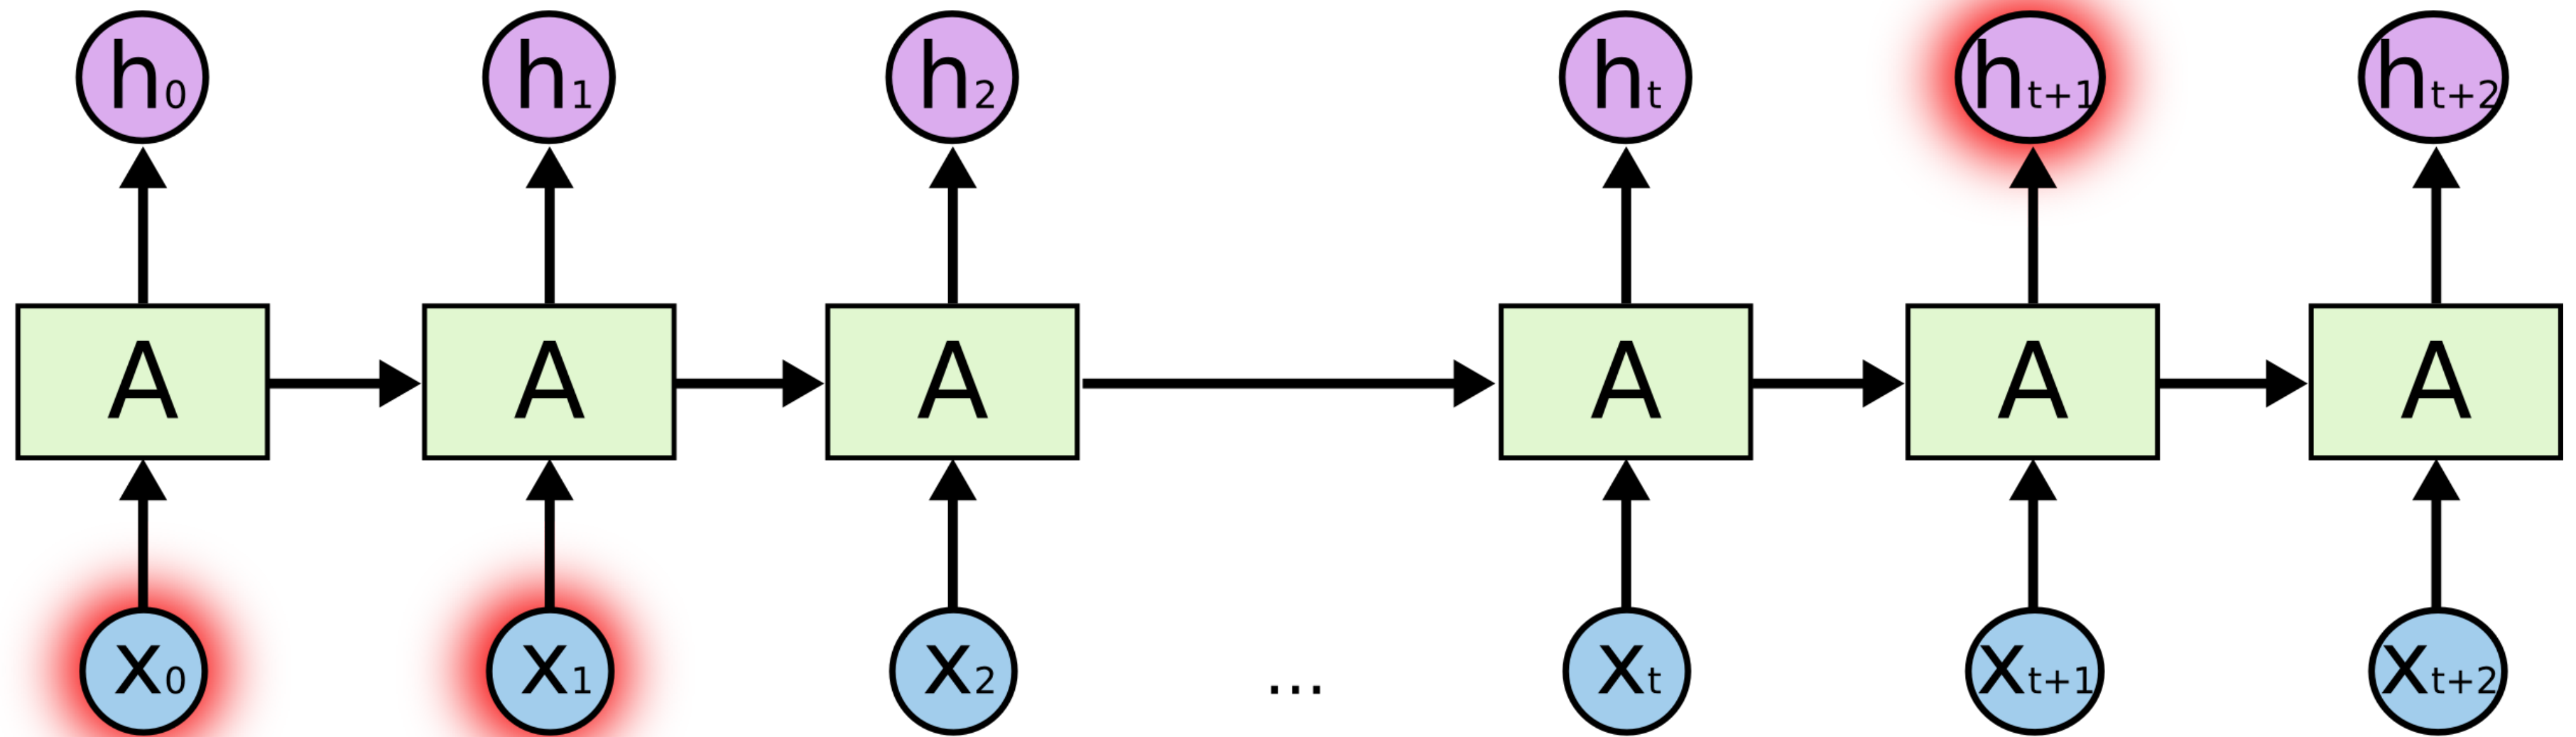 h0 h1 h2 ht ht+1 ht+2
A A A A A A
x0 x1 x2 ... xt xt+1 xt+2